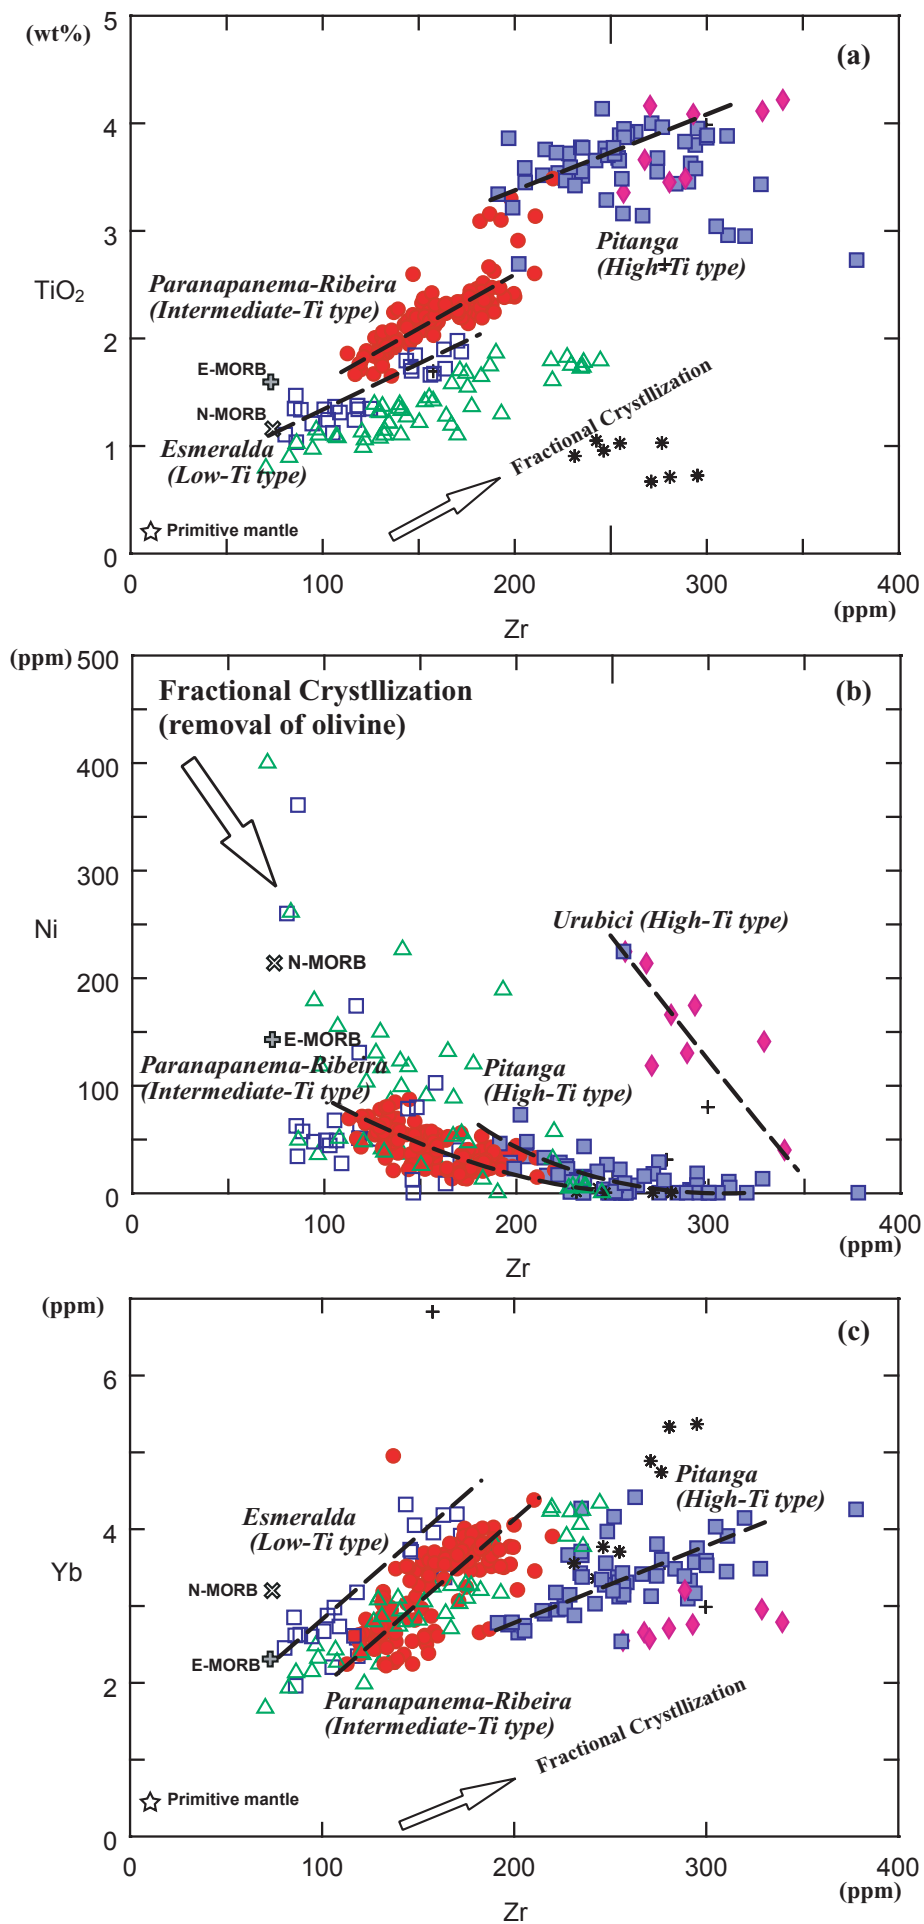 5
(wt%)
(a)
4
Pitanga
(High-Ti type)
3
Paranapanema-Ribeira
(Intermediate-Ti type)
TiO2
2
E-MORB
N-MORB
1
Esmeralda
(Low-Ti type)
Fractional Crystllization
Primitive mantle
0
0 100 200 300 400
(ppm)
Zr
(ppm) 500
Fractional Crystllization
(removal of olivine)
(b)
400
300
Ni
Urubici (High-Ti type)
200
N-MORB
E-MORB
Paranapanema-Ribeira
(Intermediate-Ti type)
Pitanga
(High-Ti type)
100
0
0 100 200 300 400
(ppm)
Zr
(ppm)
(c)
6
Pitanga
(High-Ti type)
Esmeralda
(Low-Ti type)
4
Yb
N-MORB
E-MORB
2
Paranapanema-Ribeira
(Intermediate-Ti type)
Fractional Crystllization
Primitive mantle
0
0 100 200 300 400
(ppm)
Zr